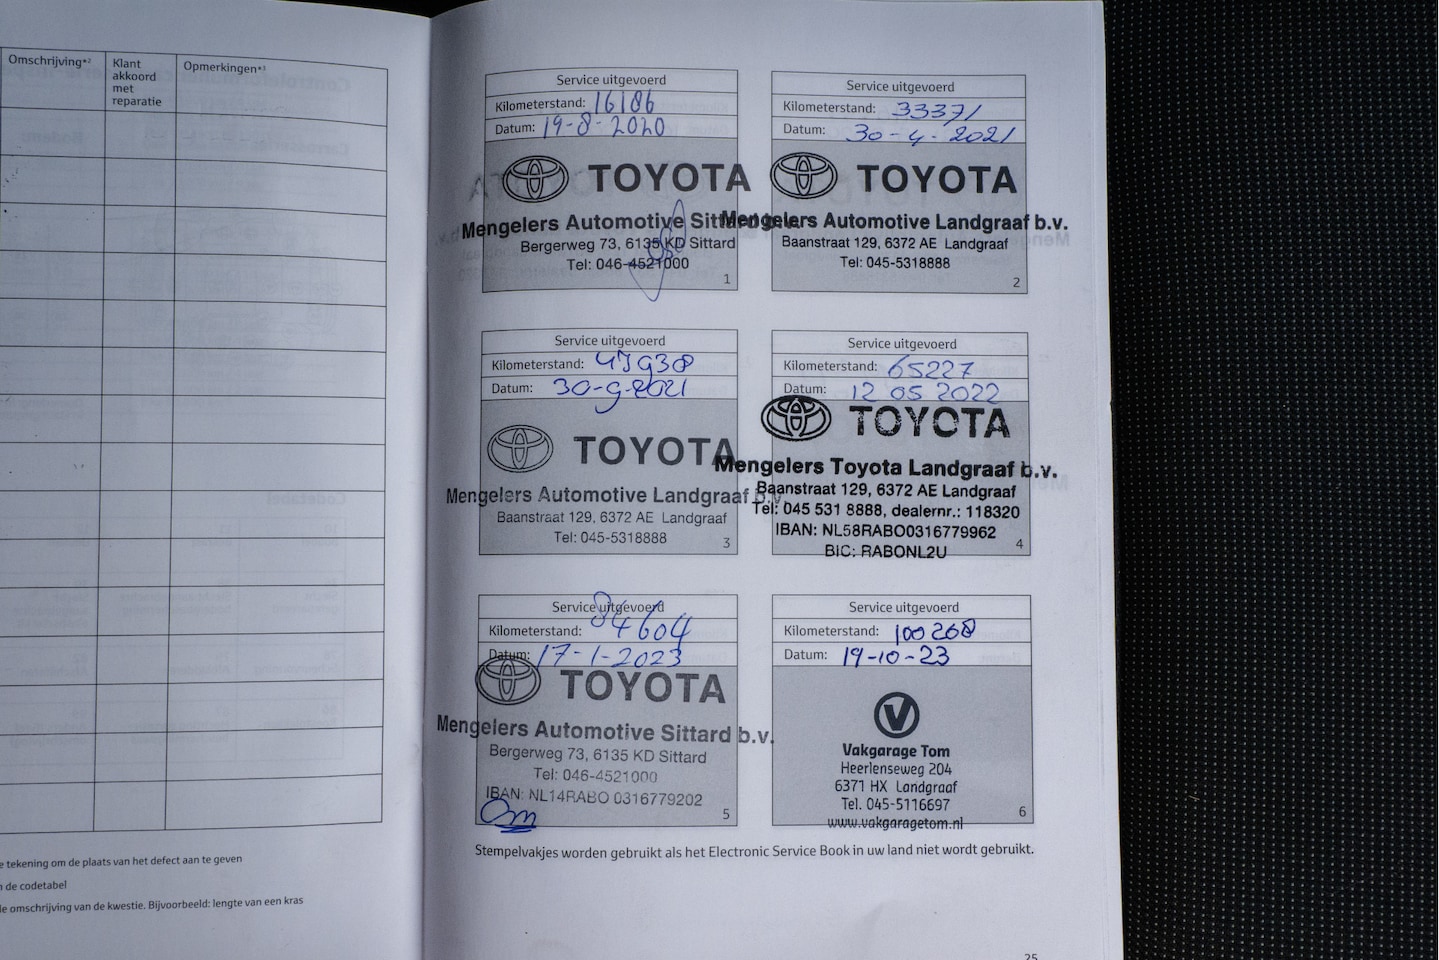 Omschrijving*²
Klant
akkoord
met
reparatie
Opmerkingen*³
e tekening om de plaats van het defect aan te geven
de codetabel
le omschrijving van de kwestie. Bijvoorbeeld: lengte van een kras
Service uitgevoerd
Kilometerstand: 16186
Datum: 19-8-2020
TOYOTA
Mengelers Automotive Sittard b.v.
Bergerweg 73, 6135 KD Sittard
Tel: 046-4521000
1
Service uitgevoerd
Kilometerstand: 33371
Datum: 30-4-2021
TOYOTA
Mengelers Automotive Landgraaf b.v.
Baanstraat 129, 6372 AE Landgraaf
Tel: 045-5318888
2
Service uitgevoerd
Kilometerstand: 47938
Datum: 30-9-2021
TOYOTA
Mengelers Automotive Landgraaf b.v.
Baanstraat 129, 6372 AE Landgraaf
Tel: 045-5318888
3
Service uitgevoerd
Kilometerstand: 65227
Datum: 12 05 2022
TOYOTA
Mengelers Toyota Landgraaf b.v.
Baanstraat 129, 6372 AE Landgraaf
Tel: 045 531 8888, dealernr.: 118320
IBAN: NL58RABO0316779962
BIC: RABONL2U
4
Service uitgevoerd
Kilometerstand: 84604
Datum: 17-1-2023
TOYOTA
Mengelers Automotive Sittard b.v.
Bergerweg 73, 6135 KD Sittard
Tel: 046-4521000
IBAN: NL14RABO 0316779202
5
Service uitgevoerd
Kilometerstand: 100268
Datum: 19-10-23
V
Vakgarage Tom
Heerlenseweg 204
6371 HX Landgraaf
Tel. 045-5116697
www.vakgaragetom.nl
6
Stempelvakjes worden gebruikt als het Electronic Service Book in uw land niet wordt gebruikt.
25